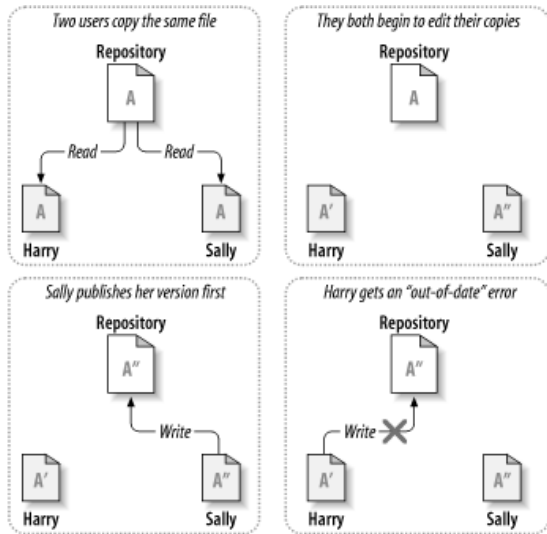 Two users copy the same file
Repository
A
Read
Read
A
A
Harry
Sally
They both begin to edit their copies
Repository
A
A'
A"
Harry
Sally
Sally publishes her version first
Repository
A"
Write
A'
A"
Harry
Sally
Harry gets an “out-of-date” error
Repository
A"
Write
A'
A"
Harry
Sally